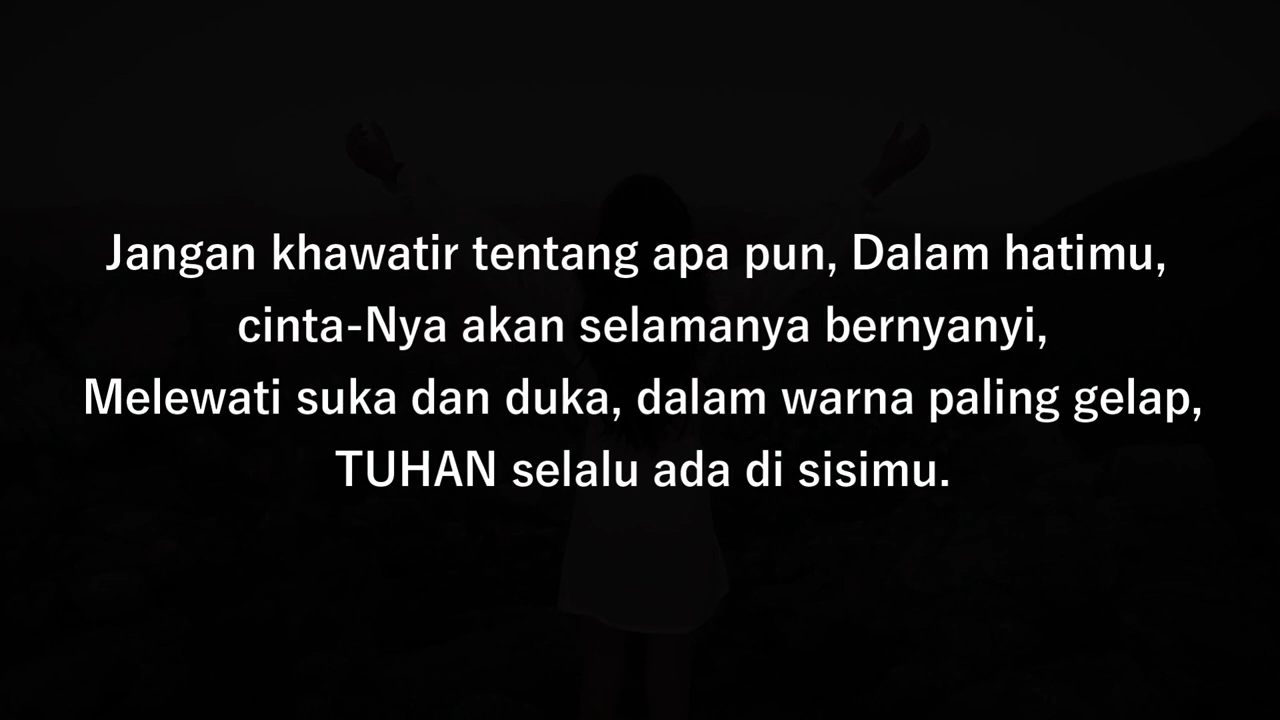 Jangan khawatir tentang apa pun, Dalam hatimu,
cinta-Nya akan selamanya bernyanyi,
Melewati suka dan duka, dalam warna paling gelap,
TUHAN selalu ada di sisimu.